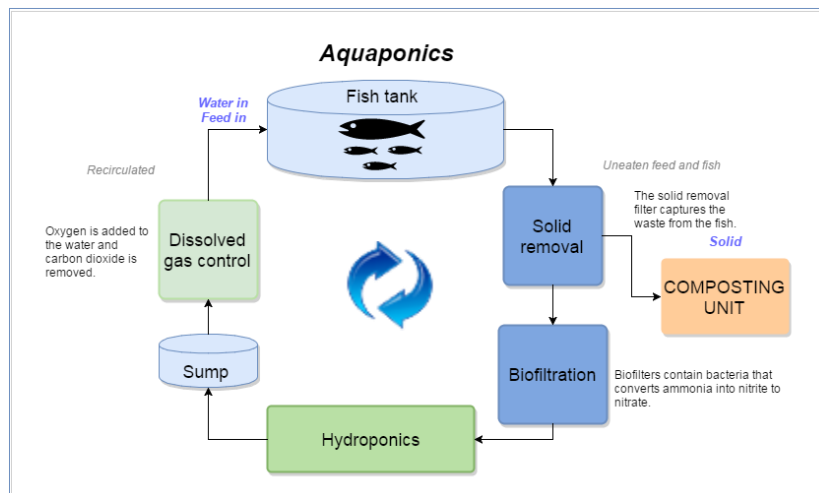 Aquaponics
Water in
Feed in
Fish tank
Recirculated
Uneaten feed and fish
Oxygen is added to
the water and
carbon dioxide is
removed.
Dissolved
gas control
Solid
removal
The solid removal
filter captures the
waste from the fish.
Solid
COMPOSTING
UNIT
Sump
Biofiltration
Biofilters contain bacteria that
converts ammonia into nitrite to
nitrate.
Hydroponics